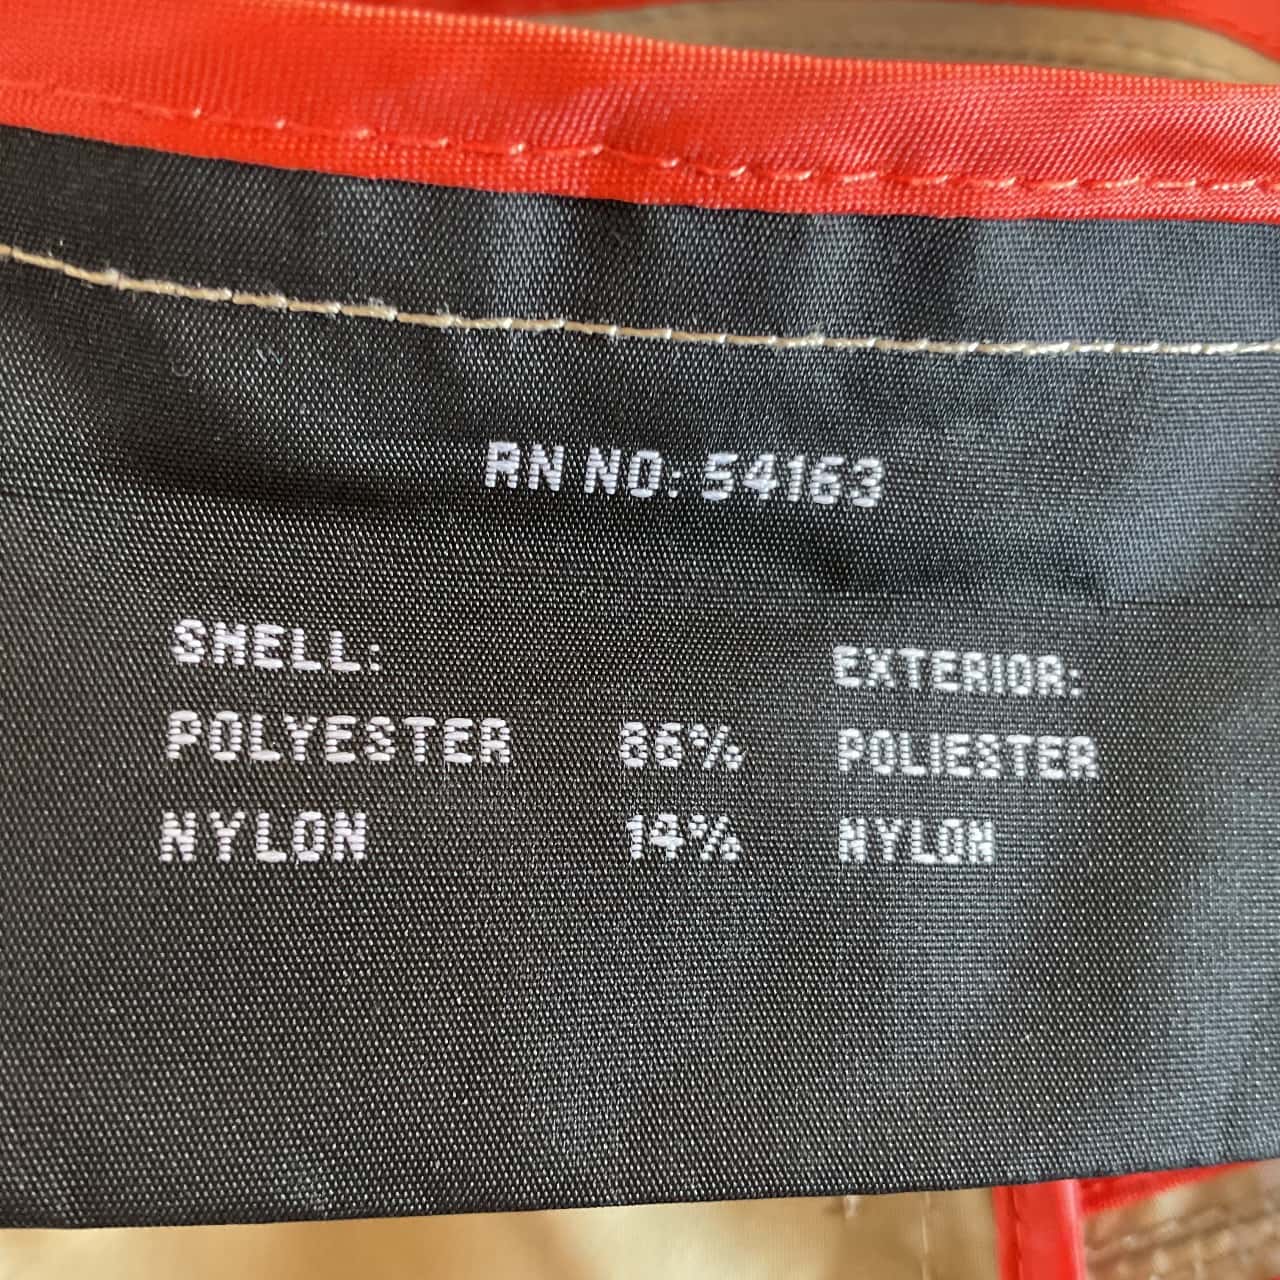 RN NO: 54163
SHELL: EXTERIOR:
POLYESTER 86% POLIESTER
NYLON 14% NYLON